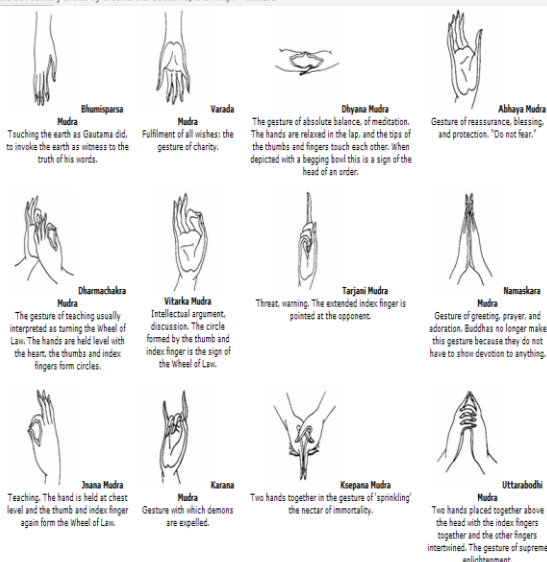 Bhumisparsa
Mudra
Touching the earth as Gautama did,
to invoke the earth as witness to the
truth of his words.
Varada
Mudra
Fulfilment of all wishes; the
gesture of charity.
Dhyana Mudra
The gesture of absolute balance, of meditation.
The hands are relaxed in the lap, and the tips of
the thumbs and fingers touch each other. When
depicted with a begging bowl this is a sign of the
head of an order.
Abhaya Mudra
Gesture of reassurance, blessing,
and protection. "Do not fear."
Dharmachakra
Mudra
The gesture of teaching usually
interpreted as turning the Wheel of
Law. The hands are held level with
the heart, the thumbs and index
fingers form circles.
Vitarka Mudra
Intellectual argument,
discussion. The circle
formed by the thumb and
index finger is the sign of
the Wheel of Law.
Tarjani Mudra
Threat, warning. The extended index finger is
pointed at the opponent.
Namaskara
Mudra
Gesture of greeting, prayer, and
adoration. Buddhas no longer make
this gesture because they do not
have to show devotion to anything.
Jnana Mudra
Teaching. The hand is held at chest
level and the thumb and index finger
again form the Wheel of Law.
Karana
Mudra
Gesture with which demons
are expelled.
Ksepana Mudra
Two hands together in the gesture of 'sprinkling'
the nectar of immortality.
Uttarabodhi
Mudra
Two hands placed together above
the head with the index fingers
together and the other fingers
intertwined. The gesture of supreme
enlightenment.